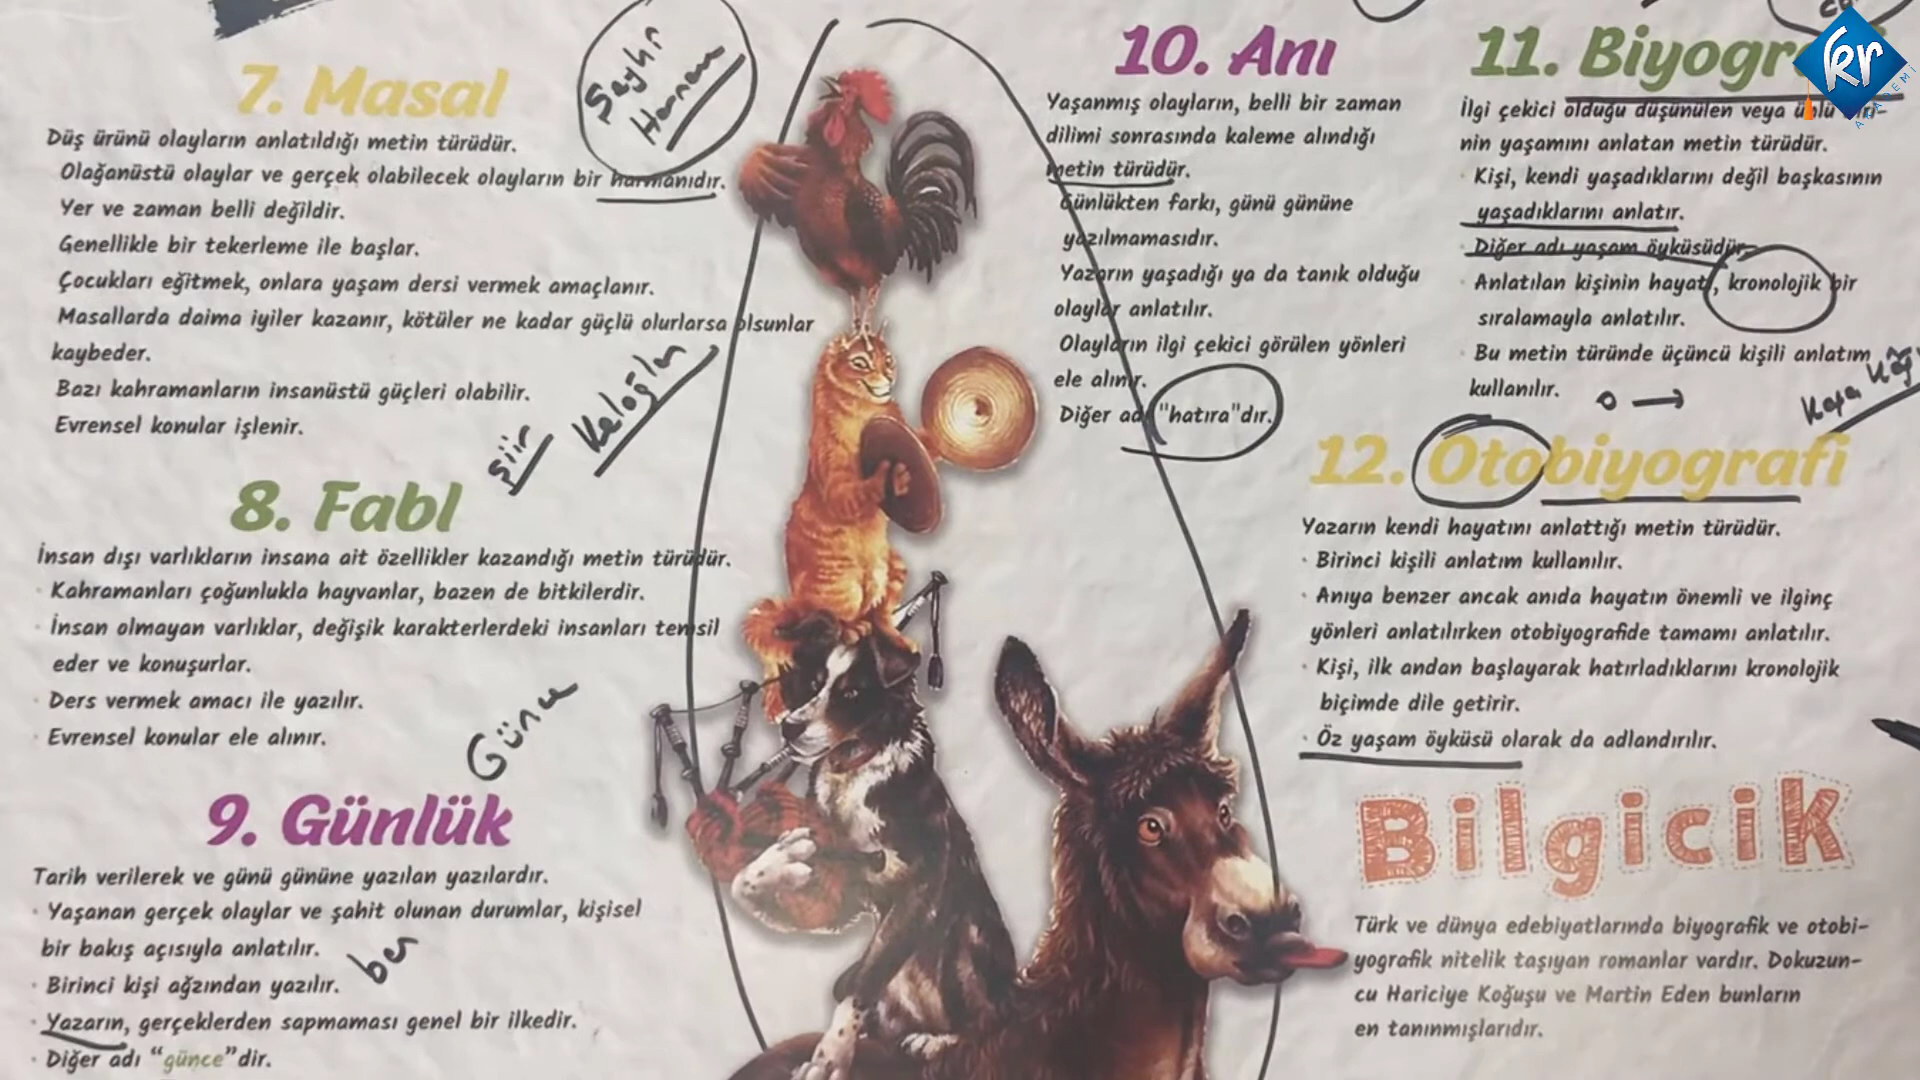 7. Masal
Düş ürünü olayların anlatıldığı metin türüdür.
Olağanüstü olaylar ve gerçek olabilecek olayların bir harmanıdır.
Yer ve zaman belli değildir.
Genellikle bir tekerleme ile başlar.
Çocukları eğitmek, onlara yaşam dersi vermek amaçlanır.
Masallarda daima iyiler kazanır, kötüler ne kadar güçlü olurlarsa olsunlar
kaybeder.
Bazı kahramanların insanüstü güçleri olabilir.
Evrensel konular işlenir.
şiir
Keloğlan
8. Fabl
İnsan dışı varlıkların insana ait özellikler kazandığı metin türüdür.
· Kahramanları çoğunlukla hayvanlar, bazen de bitkilerdir.
· İnsan olmayan varlıklar, değişik karakterlerdeki insanları temsil
eder ve konuşurlar.
· Ders vermek amacı ile yazılır.
· Evrensel konular ele alınır.
Günce
9. Günlük
Tarih verilerek ve günü gününe yazılan yazılardır.
· Yaşanan gerçek olaylar ve şahit olunan durumlar, kişisel
bir bakış açısıyla anlatılır.
· Birinci kişi ağzından yazılır.
ben
· Yazarın, gerçeklerden sapmaması genel bir ilkedir.
· Diğer adı “günce”dir.
10. Anı
Yaşanmış olayların, belli bir zaman
dilimi sonrasında kaleme alındığı
metin türüdür.
Günlükten farkı, günü gününe
yazılmamasıdır.
Yazarın yaşadığı ya da tanık olduğu
olaylar anlatılır.
Olayların ilgi çekici görülen yönleri
ele alınır.
Diğer adı "hatıra"dır.
11. Biyografi
İlgi çekici olduğu düşünülen veya ünlü biri-
nin yaşamını anlatan metin türüdür.
· Kişi, kendi yaşadıklarını değil başkasının
yaşadıklarını anlatır.
· Diğer adı yaşam öyküsüdür.
· Anlatılan kişinin hayatı, kronolojik bir
sıralamayla anlatılır.
· Bu metin türünde üçüncü kişili anlatım
kullanılır.
o →
12. Otobiyografi
Yazarın kendi hayatını anlattığı metin türüdür.
· Birinci kişili anlatım kullanılır.
· Anıya benzer ancak anıda hayatın önemli ve ilginç
yönleri anlatılırken otobiyografide tamamı anlatılır.
· Kişi, ilk andan başlayarak hatırladıklarını kronolojik
biçimde dile getirir.
· Öz yaşam öyküsü olarak da adlandırılır.
Bilgicik
Türk ve dünya edebiyatlarında biyografik ve otobi-
yografik nitelik taşıyan romanlar vardır. Dokuzun-
cu Hariciye Koğuşu ve Martin Eden bunların
en tanınmışlarıdır.
kr
AKADEMİ